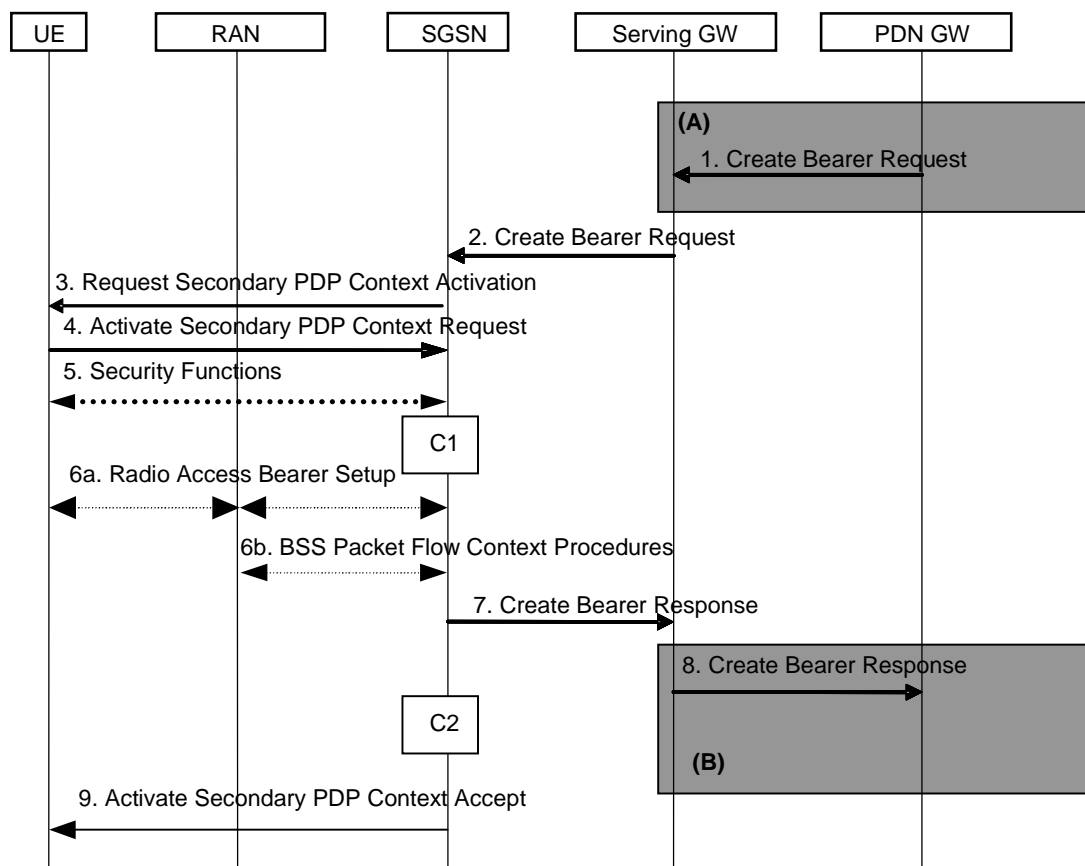 UE RAN SGSN Serving GW PDN GW
(A)
1. Create Bearer Request
2. Create Bearer Request
3. Request Secondary PDP Context Activation
4. Activate Secondary PDP Context Request
5. Security Functions
C1
6a. Radio Access Bearer Setup
6b. BSS Packet Flow Context Procedures
7. Create Bearer Response
8. Create Bearer Response
C2
(B)
9. Activate Secondary PDP Context Accept